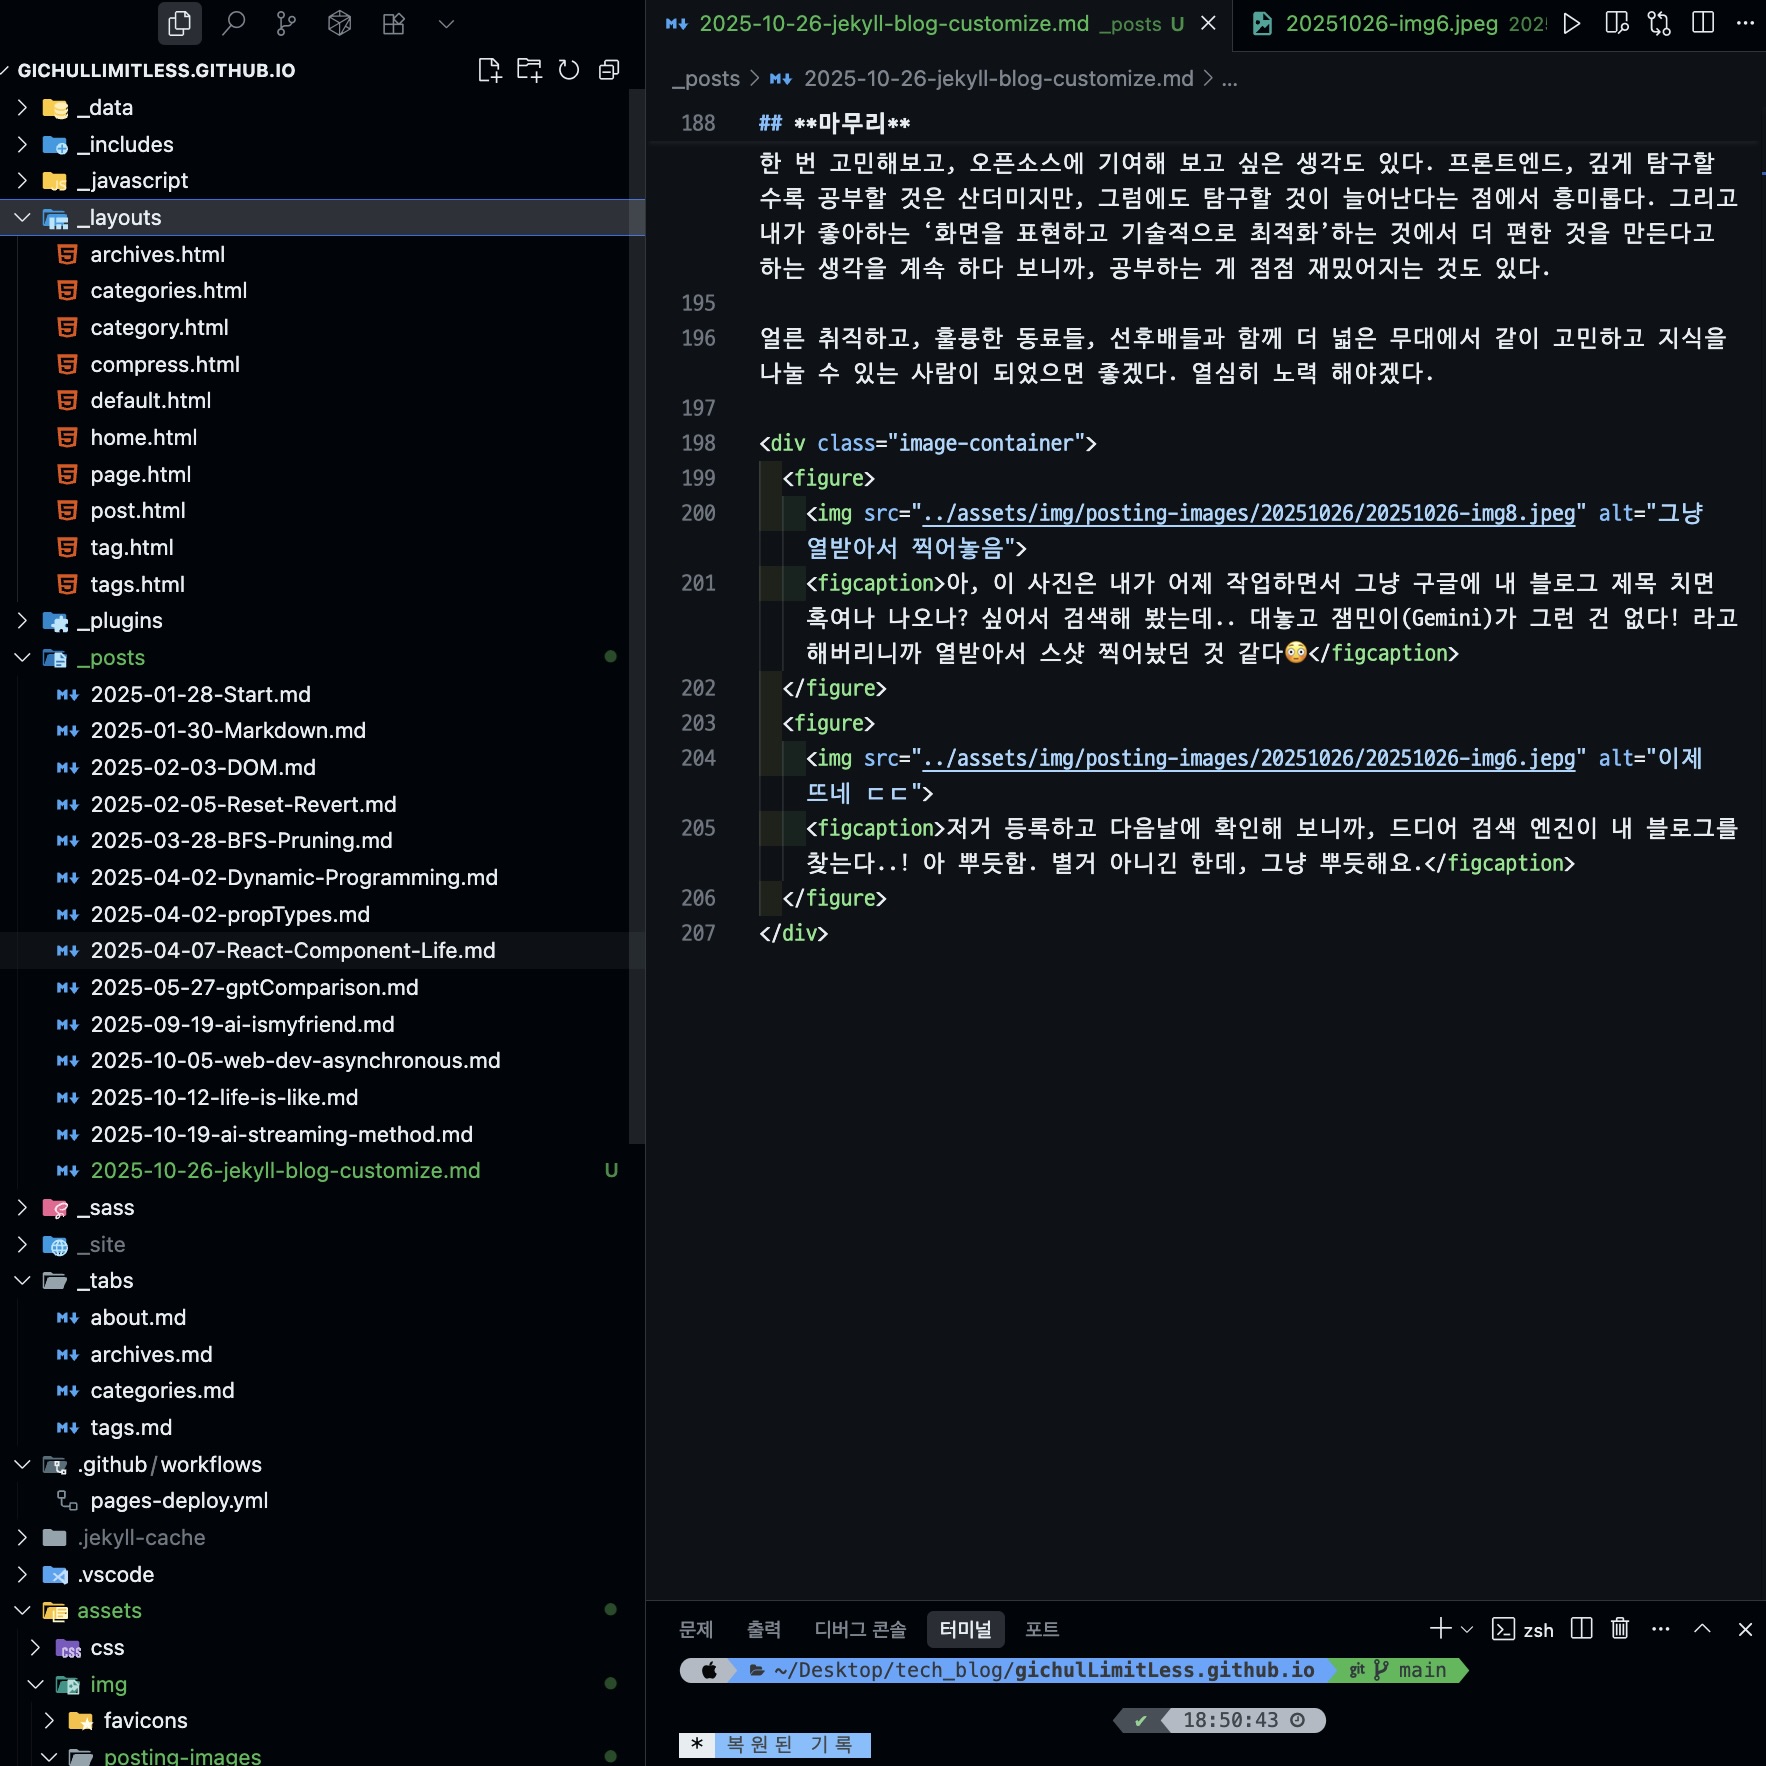 GICHULLIMITLESS.GITHUB.IO
_data
_includes
_javascript
_layouts
archives.html
categories.html
category.html
compress.html
default.html
home.html
page.html
post.html
tag.html
tags.html
_plugins
_posts
2025-01-28-Start.md
2025-01-30-Markdown.md
2025-02-03-DOM.md
2025-02-05-Reset-Revert.md
2025-03-28-BFS-Pruning.md
2025-04-02-Dynamic-Programming.md
2025-04-02-propTypes.md
2025-04-07-React-Component-Life.md
2025-05-27-gptComparison.md
2025-09-19-ai-ismyfriend.md
2025-10-05-web-dev-asynchronous.md
2025-10-12-life-is-like.md
2025-10-19-ai-streaming-method.md
2025-10-26-jekyll-blog-customize.md U
_sass
_site
_tabs
about.md
archives.md
categories.md
tags.md
.github/workflows
pages-deploy.yml
.jekyll-cache
.vscode
assets
css
img
favicons
posting-images
2025-10-26-jekyll-blog-customize.md _posts U
20251026-img6.jpeg 202
_posts > 2025-10-26-jekyll-blog-customize.md > ...
188 ## **마무리**
한 번 고민해보고, 오픈소스에 기여해 보고 싶은 생각도 있다. 프론트엔드, 깊게 탐구할
수록 공부할 것은 산더미지만, 그럼에도 탐구할 것이 늘어난다는 점에서 흥미롭다. 그리고
내가 좋아하는 ‘화면을 표현하고 기술적으로 최적화’하는 것에서 더 편한 것을 만든다고
하는 생각을 계속 하다 보니까, 공부하는 게 점점 재밌어지는 것도 있다.
195
196 얼른 취직하고, 훌륭한 동료들, 선후배들과 함께 더 넓은 무대에서 같이 고민하고 지식을
나눌 수 있는 사람이 되었으면 좋겠다. 열심히 노력 해야겠다.
197
198 <div class="image-container">
199 <figure>
200 <img src="../assets/img/posting-images/20251026/20251026-img8.jpeg" alt="그냥
열받아서 찍어놓음">
201 <figcaption>아, 이 사진은 내가 어제 작업하면서 그냥 구글에 내 블로그 제목 치면
혹여나 나오나? 싶어서 검색해 봤는데.. 대놓고 잼민이(Gemini)가 그런 건 없다! 라고
해버리니까 열받아서 스샷 찍어놨던 것 같다😳</figcaption>
202 </figure>
203 <figure>
204 <img src="../assets/img/posting-images/20251026/20251026-img6.jepg" alt="이제
뜨네 ㄷㄷ">
205 <figcaption>저거 등록하고 다음날에 확인해 보니까, 드디어 검색 엔진이 내 블로그를
찾는다..! 아 뿌듯함. 별거 아니긴 한데, 그냥 뿌듯해요.</figcaption>
206 </figure>
207 </div>
문제 출력 디버그 콘솔 터미널 포트 zsh
~/Desktop/tech_blog/gichulLimitLess.github.io git main
✔ 18:50:43
* 복원된 기록